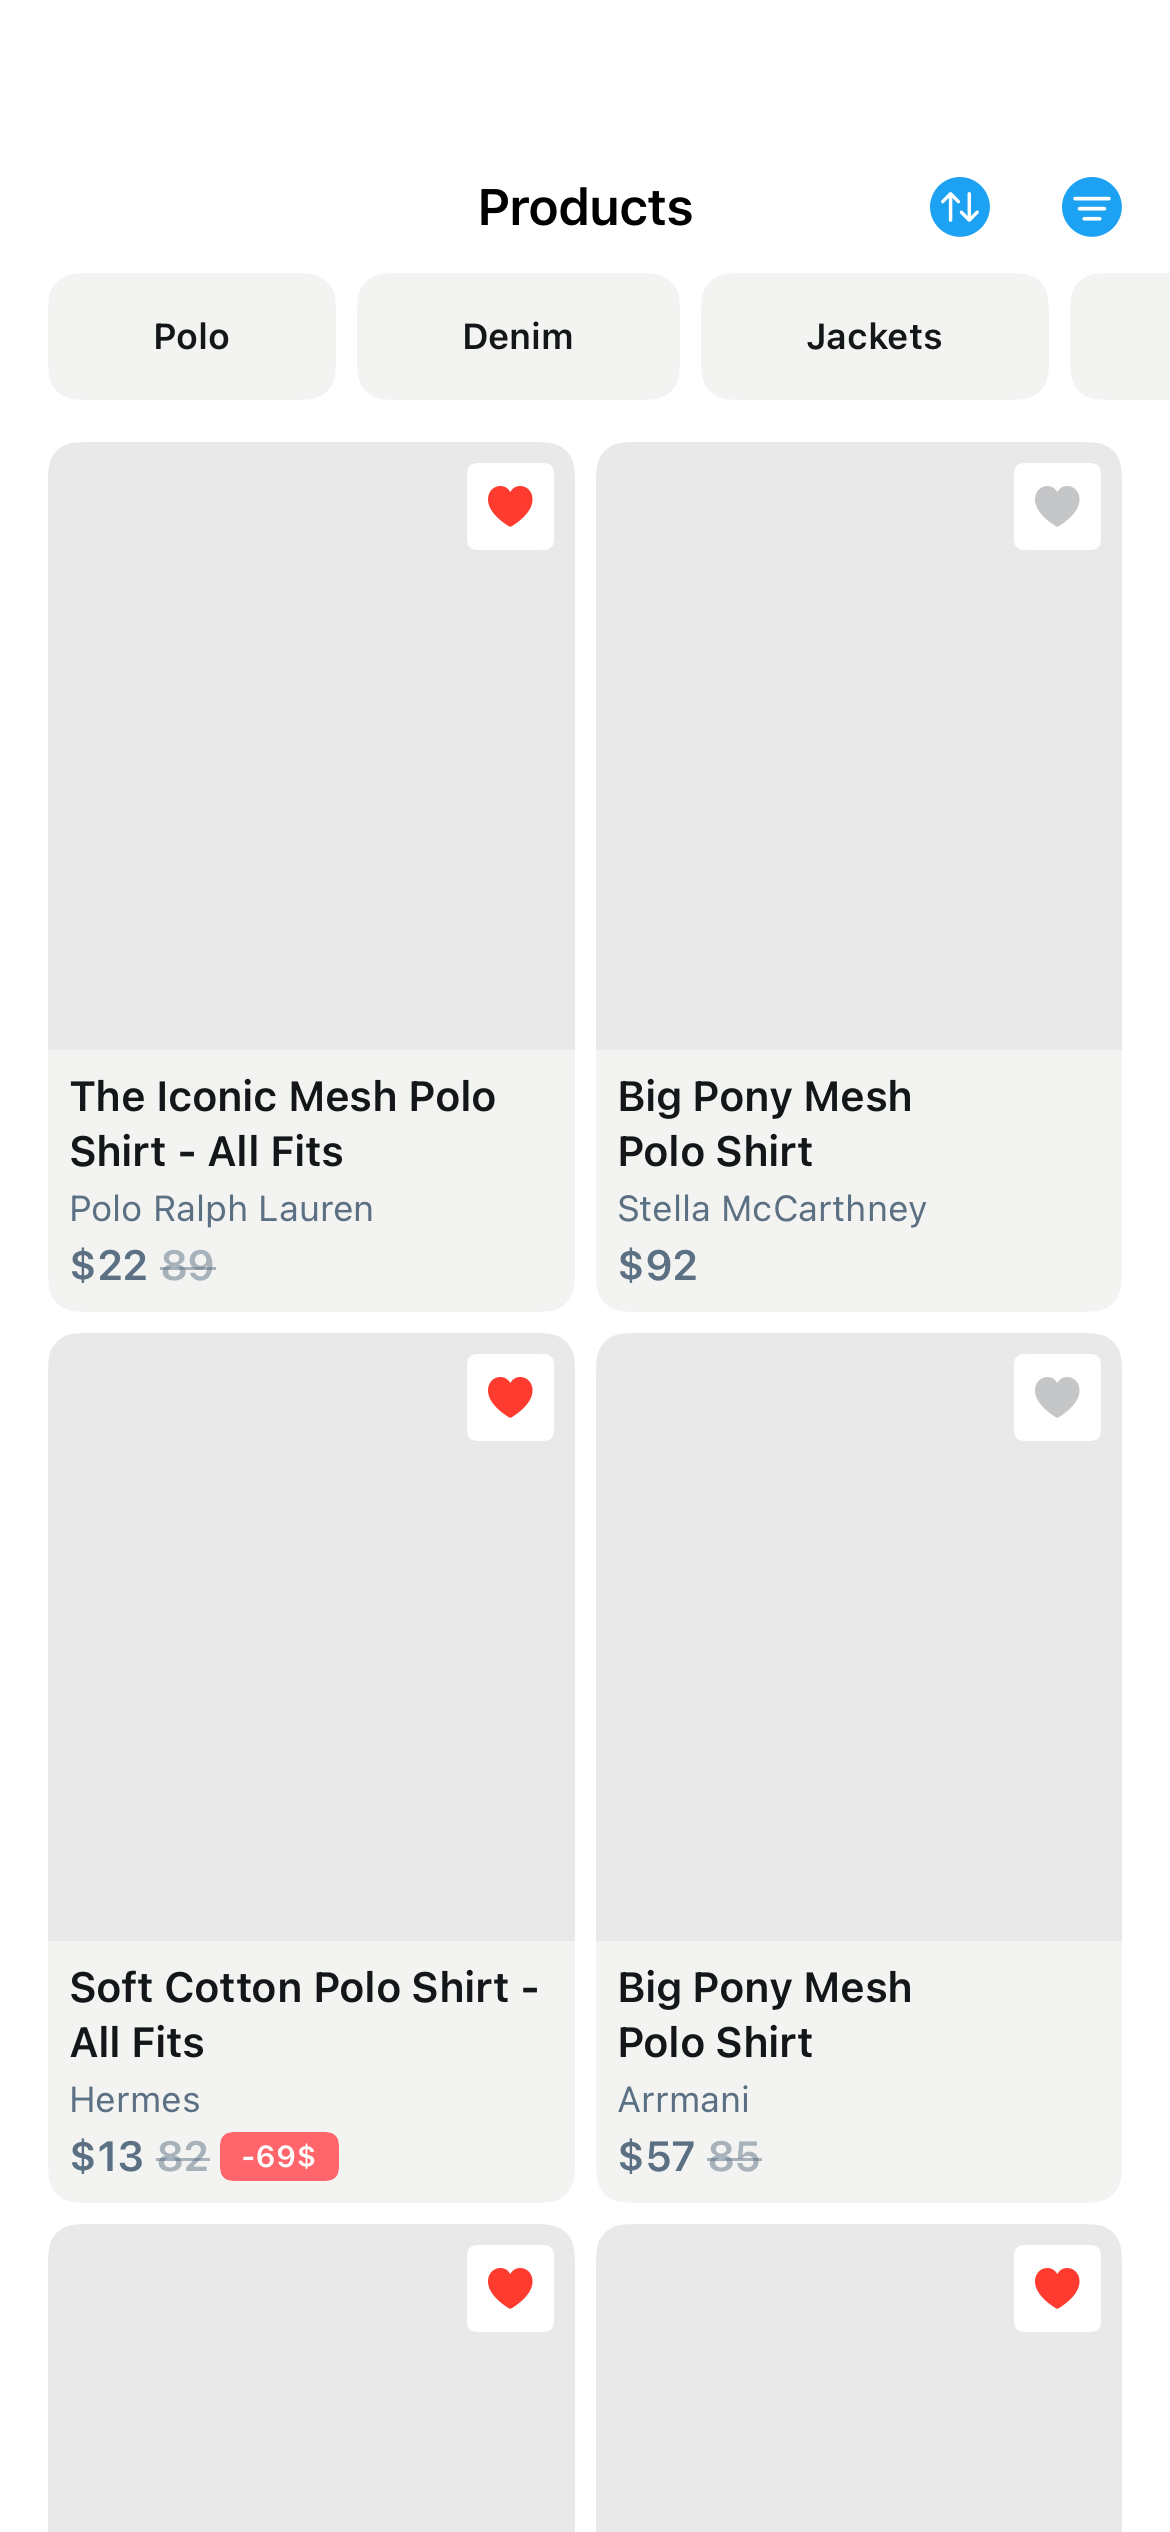 Products
Polo
Denim
Jackets
The Iconic Mesh Polo
Shirt - All Fits
Polo Ralph Lauren
$22 89
Big Pony Mesh
Polo Shirt
Stella McCarthney
$92
Soft Cotton Polo Shirt -
All Fits
Hermes
$13 82 -69$
Big Pony Mesh
Polo Shirt
Arrmani
$57 85